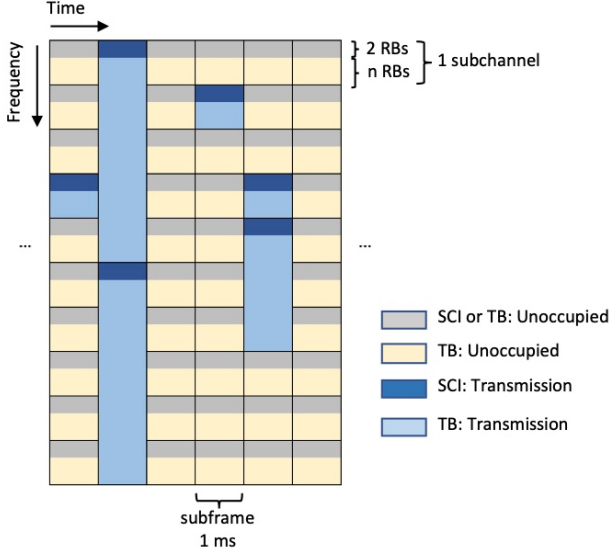 Time
Frequency
2 RBs
n RBs
1 subchannel
...
...
SCI or TB: Unoccupied
TB: Unoccupied
SCI: Transmission
TB: Transmission
subframe
1 ms